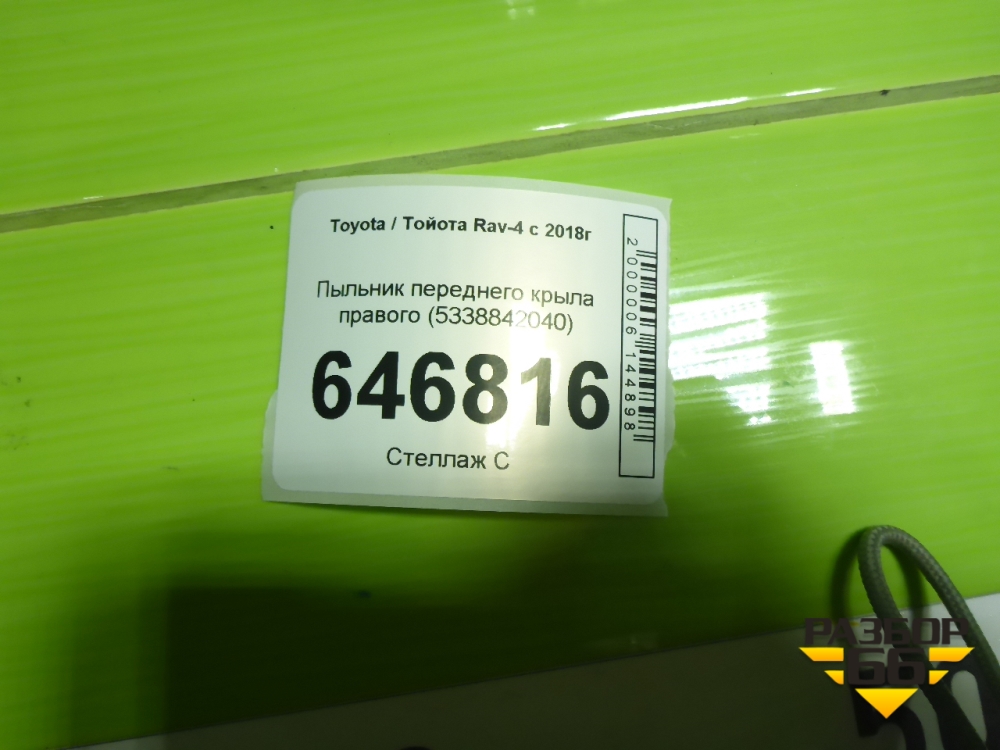 Toyota / Тойота Rav-4 с 2018г
Пыльник переднего крыла
правого (5338842040)
646816
Стеллаж С
2000006144898
РАЗБОР
66